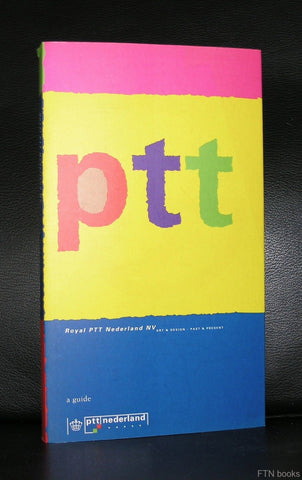 ptt
Royal PTT Nederland NV ART & DESIGN - PAST & PRESENT
a guide
ptt nederland
FTN books